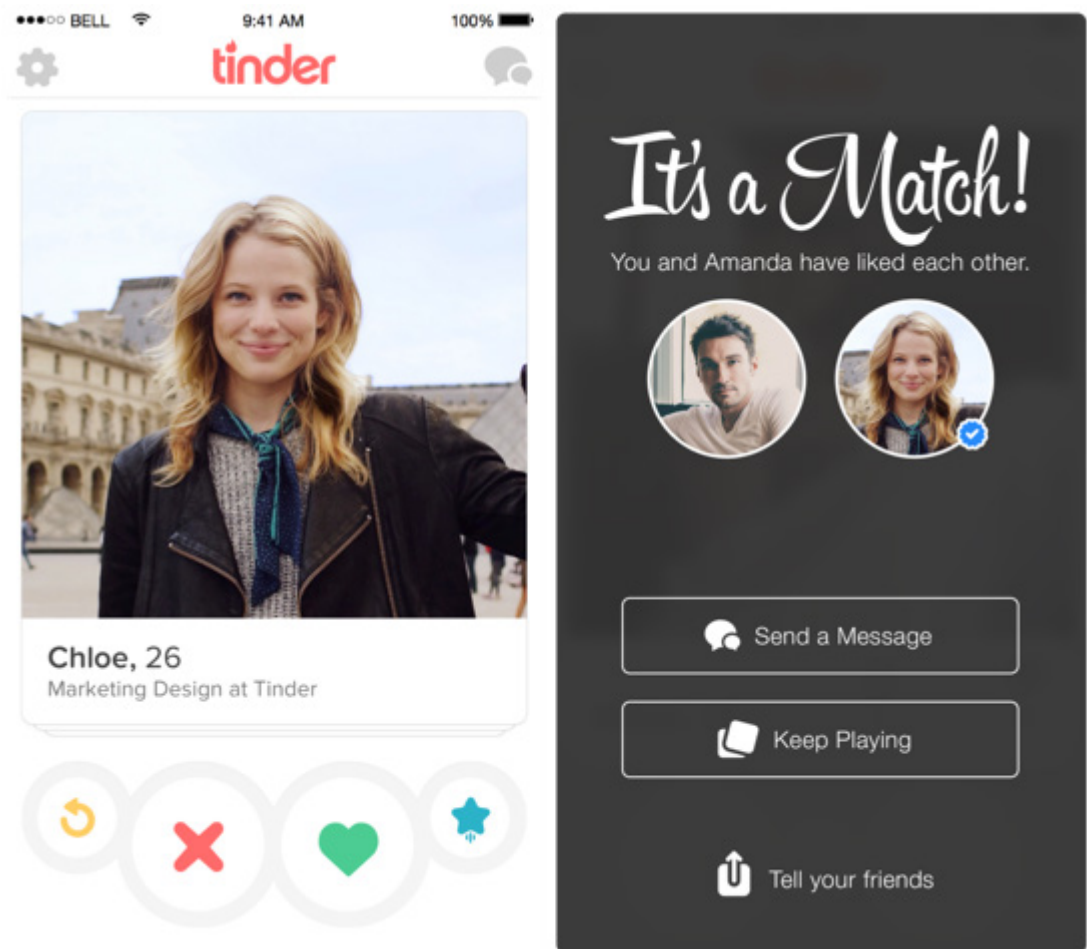 BELL 9:41 AM 100%
tinder
Chloe, 26
Marketing Design at Tinder
It's a Match!
You and Amanda have liked each other.
Send a Message
Keep Playing
Tell your friends